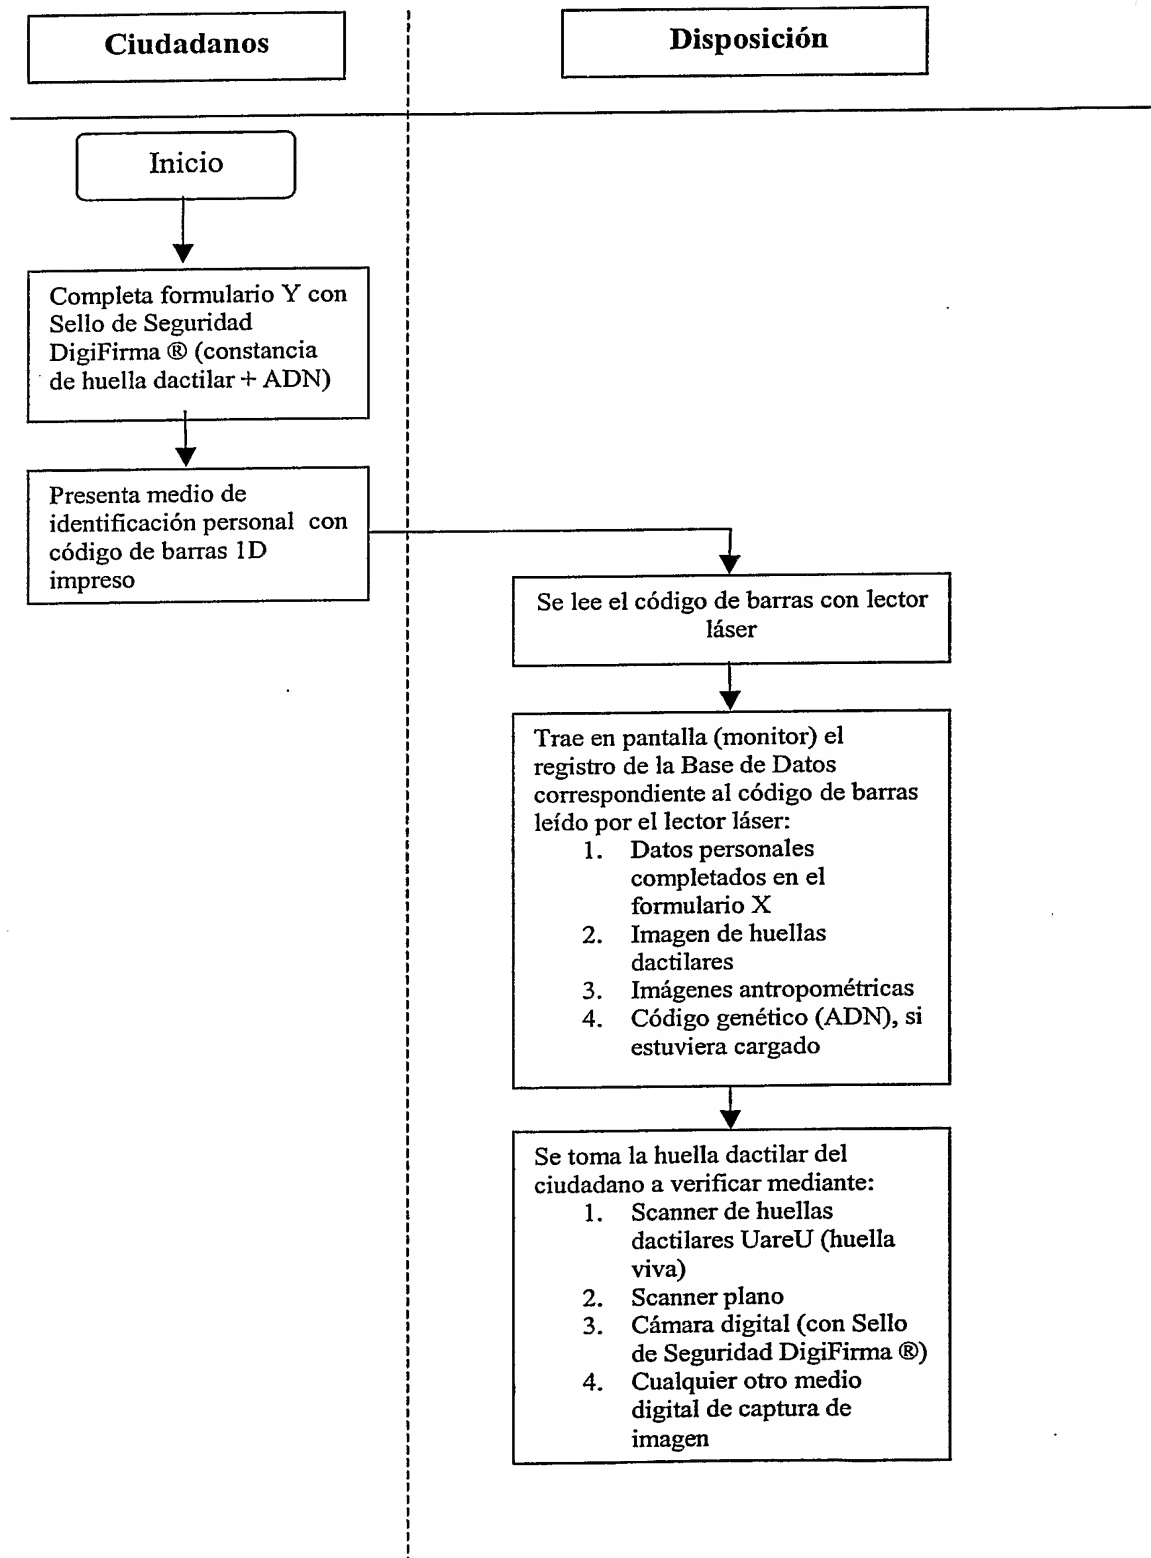 Ciudadanos
Disposición
Inicio
Completa formulario Y con
Sello de Seguridad
DigiFirma ® (constancia
de huella dactilar + ADN)
Presenta medio de
identificación personal con
código de barras 1D
impreso
Se lee el código de barras con lector
láser
Trae en pantalla (monitor) el
registro de la Base de Datos
correspondiente al código de barras
leído por el lector láser:
1. Datos personales
completados en el
formulario X
2. Imagen de huellas
dactilares
3. Imágenes antropométricas
4. Código genético (ADN), si
estuviera cargado
Se toma la huella dactilar del
ciudadano a verificar mediante:
1. Scanner de huellas
dactilares UareU (huella
viva)
2. Scanner plano
3. Cámara digital (con Sello
de Seguridad DigiFirma ®)
4. Cualquier otro medio
digital de captura de
imagen